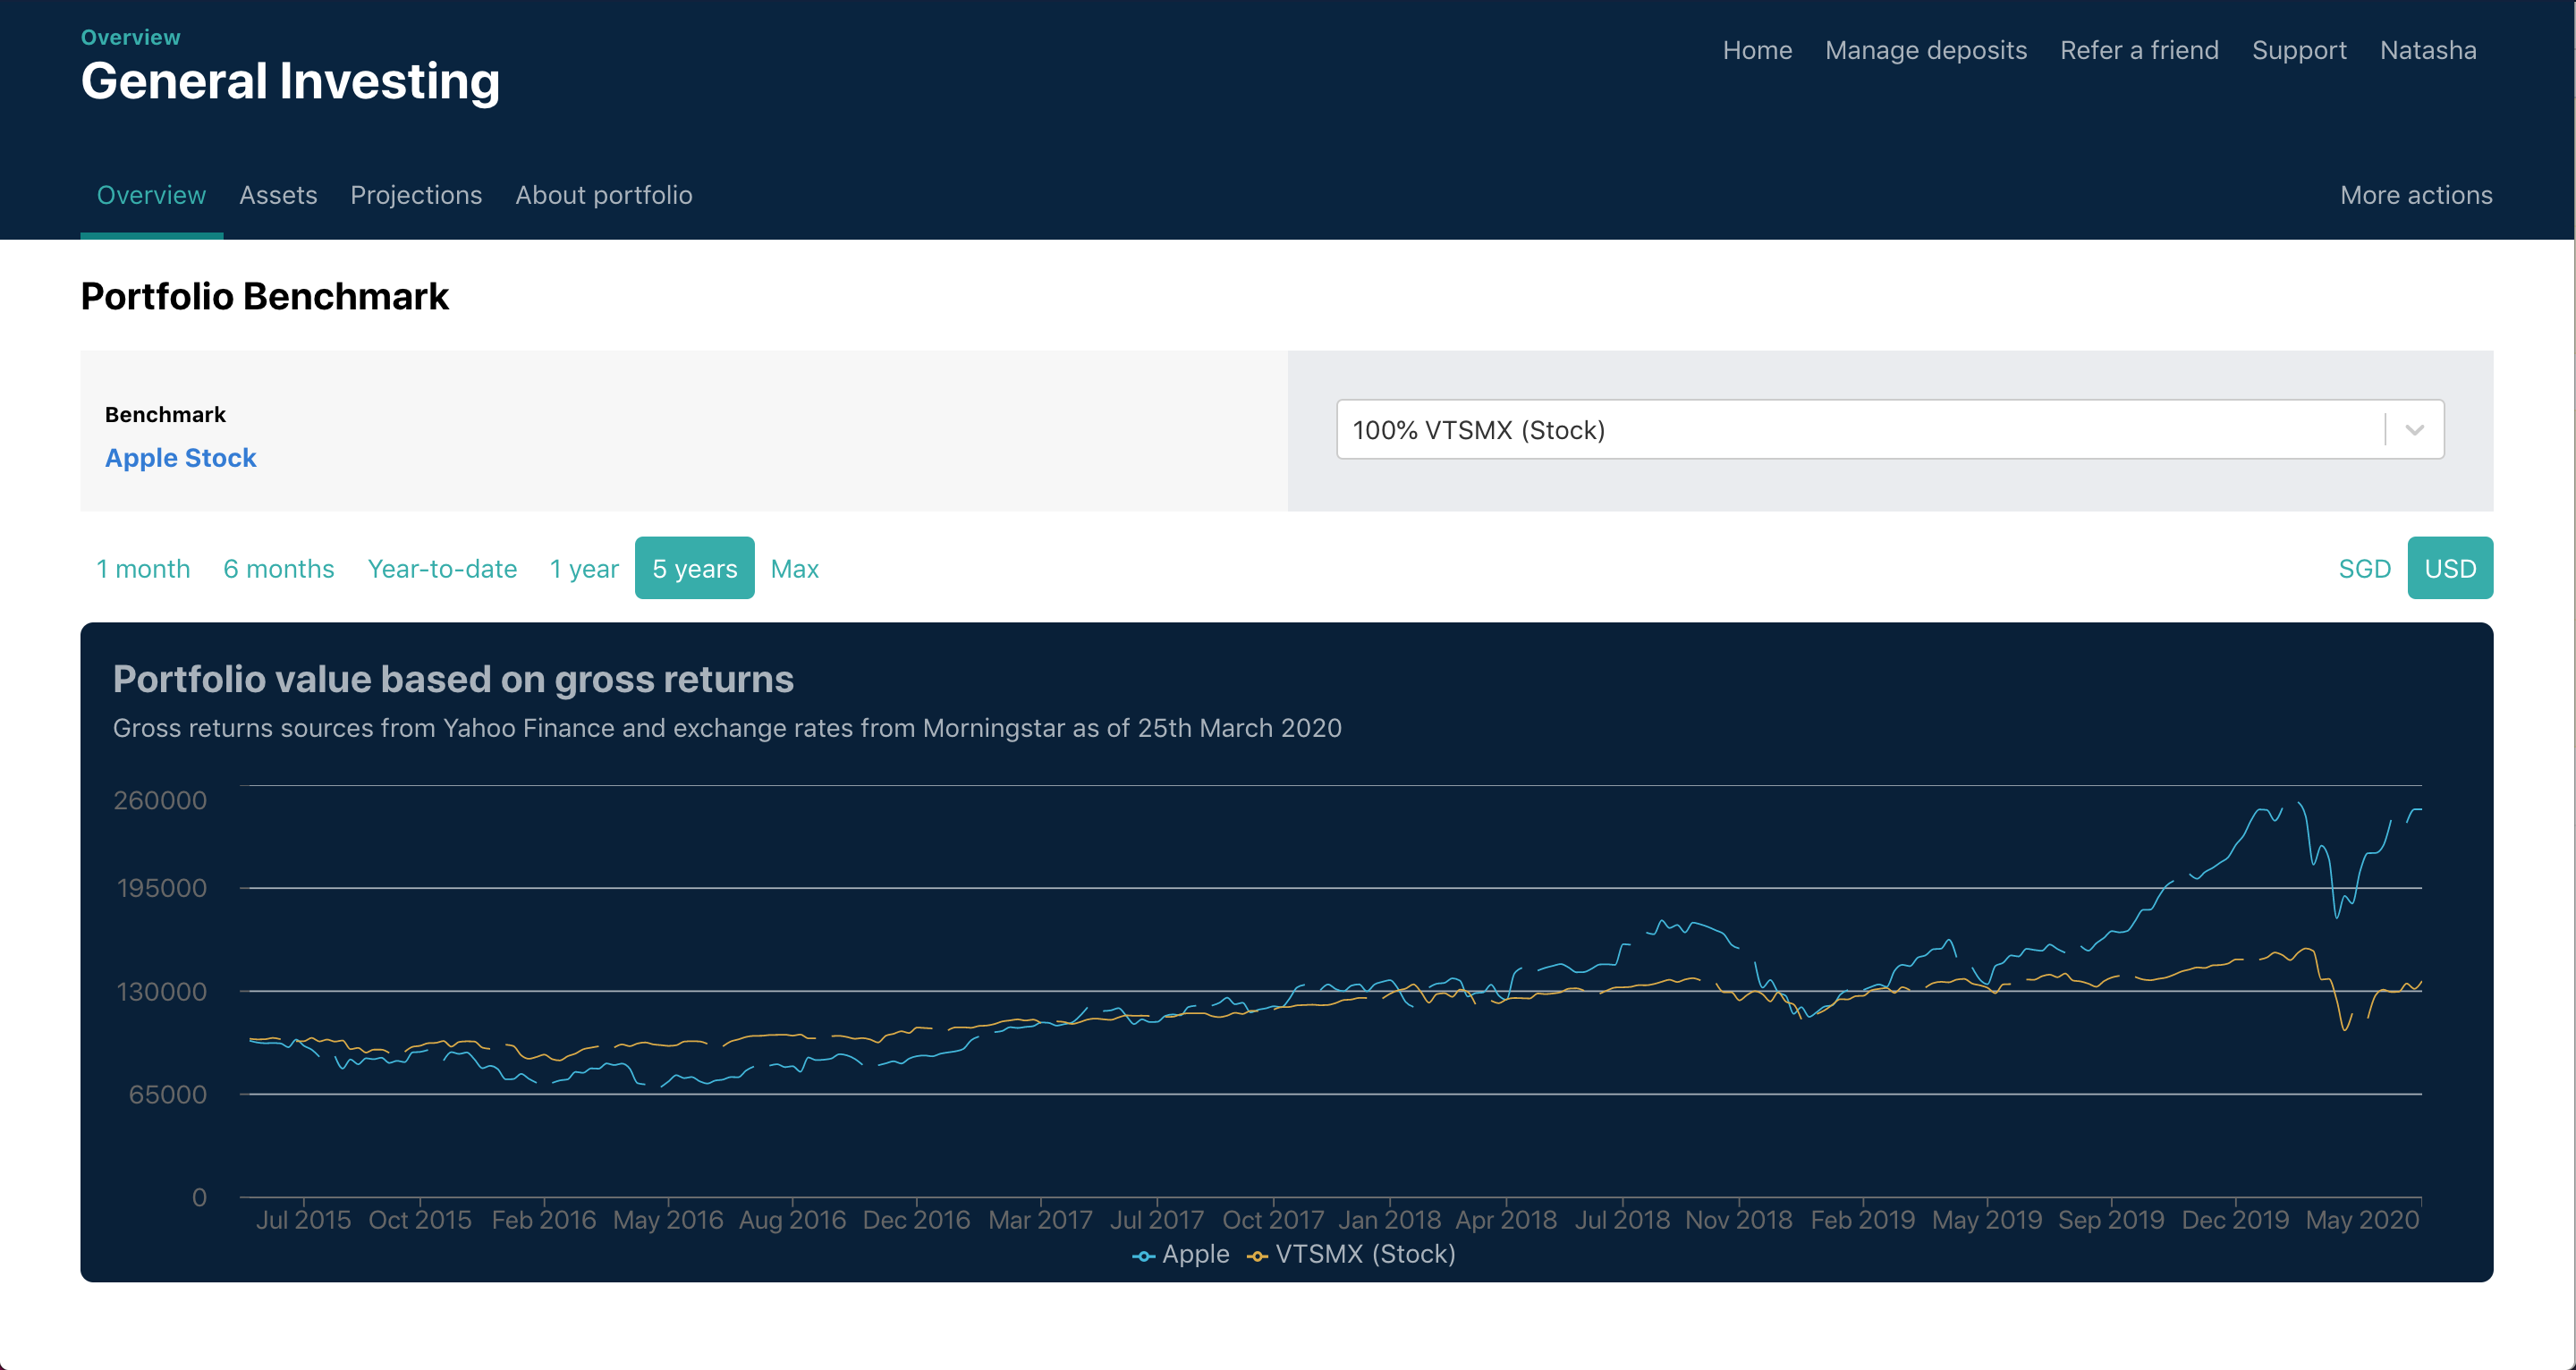 Overview
General Investing
Home Manage deposits Refer a friend Support Natasha
Overview Assets Projections About portfolio More actions
Portfolio Benchmark
Benchmark
Apple Stock
100% VTSMX (Stock)
1 month 6 months Year-to-date 1 year 5 years Max SGD USD
Portfolio value based on gross returns
Gross returns sources from Yahoo Finance and exchange rates from Morningstar as of 25th March 2020
260000
195000
130000
65000
0
Jul 2015 Oct 2015 Feb 2016 May 2016 Aug 2016 Dec 2016 Mar 2017 Jul 2017 Oct 2017 Jan 2018 Apr 2018 Jul 2018 Nov 2018 Feb 2019 May 2019 Sep 2019 Dec 2019 May 2020
Apple VTSMX (Stock)